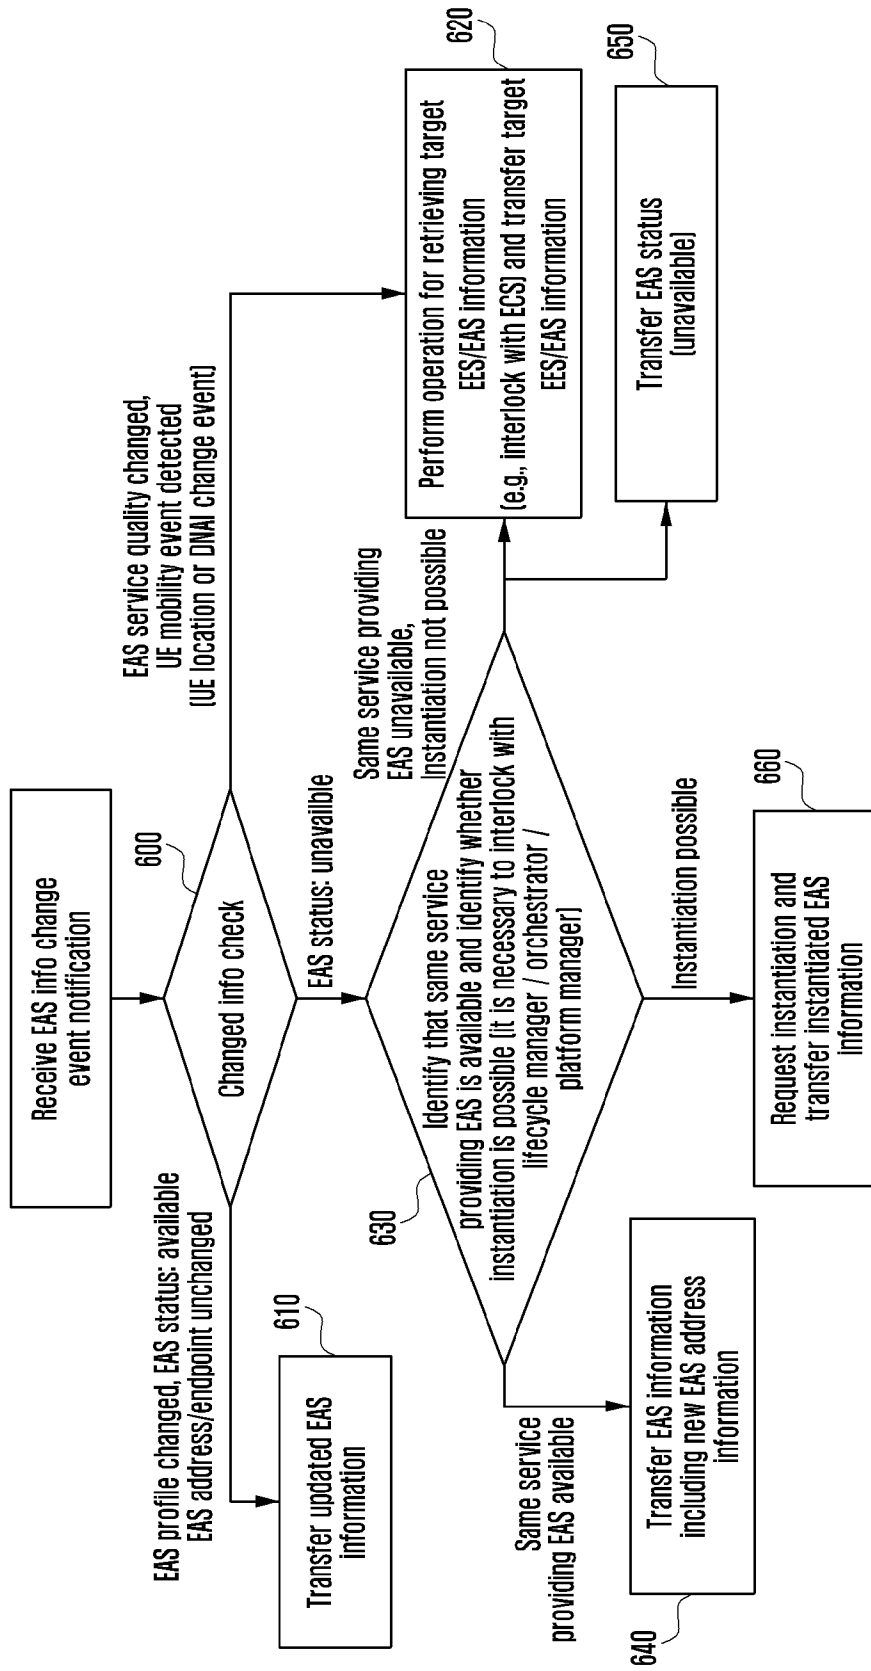 Receive EAS info change
event notification
600
Changed info check
EAS profile changed, EAS status: available
EAS address/endpoint unchanged
610
Transfer updated EAS
information
EAS service quality changed,
UE mobility event detected
(UE location or DNAI change event)
620
Perform operation for retrieving target
EES/EAS information
(e.g., interlock with ECS) and transfer target
EES/EAS information
EAS status: unavailble
630
Identify that same service
providing EAS is available and identify whether
instantiation is possible (it is necessary to interlock with
lifecycle manager / orchestrator /
platform manager)
Same service
providing EAS available
640
Transfer EAS information
including new EAS address
information
Same service providing
EAS unavailable,
Instantiation not possible
650
Transfer EAS status
(unavailable)
Instantiation possible
660
Request instantiation and
transfer instantiated EAS
information